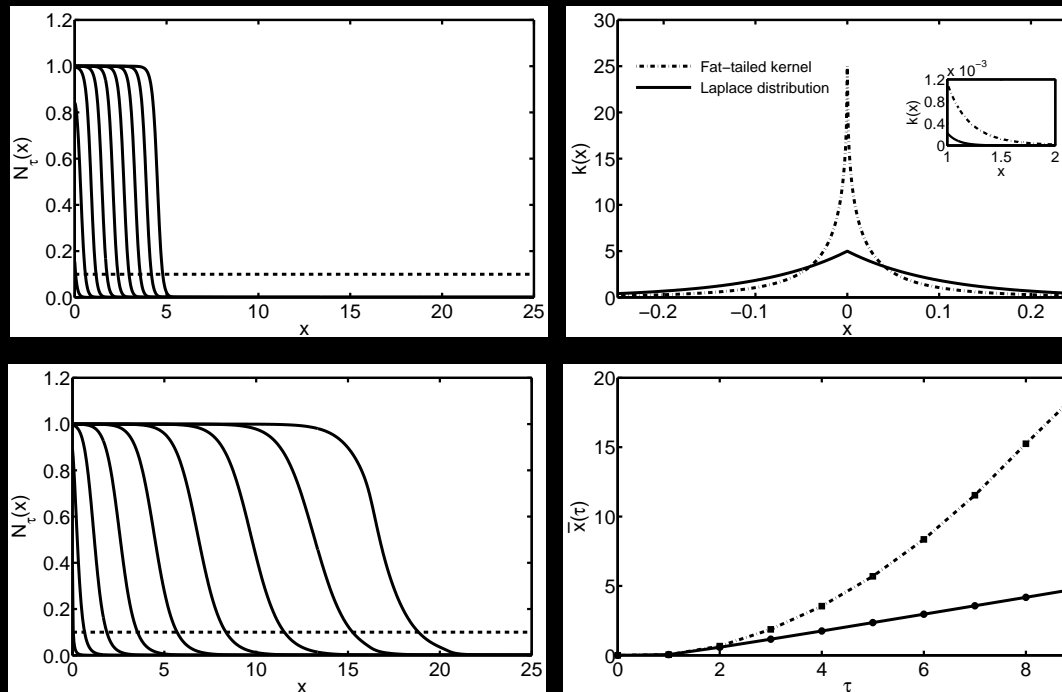 1.2
1.0
0.8
0.6
0.4
0.2
0.0
N_τ(x)
0 5 10 15 20 25
x
30
25
20
15
10
5
0
k(x)
Fat−tailed kernel
Laplace distribution
x 10⁻³
1.2
0.8
0.4
0
k(x)
1 1.5 2
x
−0.2 −0.1 0 0.1 0.2
x
1.2
1.0
0.8
0.6
0.4
0.2
0.0
N_τ(x)
0 5 10 15 20 25
x
20
15
10
5
0
x̄(τ)
0 2 4 6 8
τ